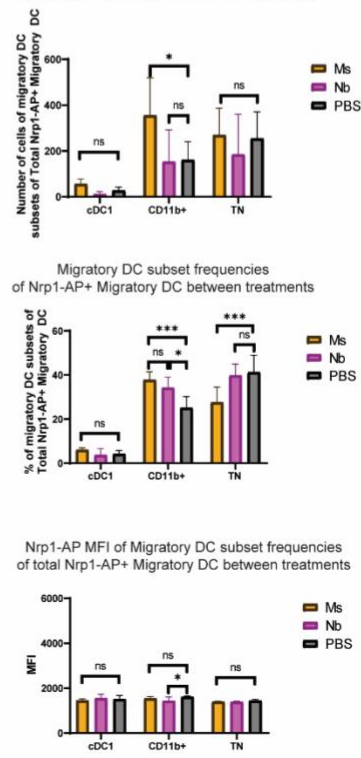 Number of cells of migratory DC
subsets of Total Nrp1-AP+ Migratory DC
600
400
200
0
*
ns
ns
ns
cDC1
CD11b+
TN
Ms
Nb
PBS
Migratory DC subset frequencies
of Nrp1-AP+ Migratory DC between treatments
% of migratory DC subsets of
Total Nrp1-AP+ Migratory DC
60
40
20
0
***
***
ns
*
ns
ns
cDC1
CD11b+
TN
Ms
Nb
PBS
Nrp1-AP MFI of Migratory DC subset frequencies
of total Nrp1-AP+ Migratory DC between treatments
MFI
6000
4000
2000
0
ns
ns
*
ns
cDC1
CD11b+
TN
Ms
Nb
PBS